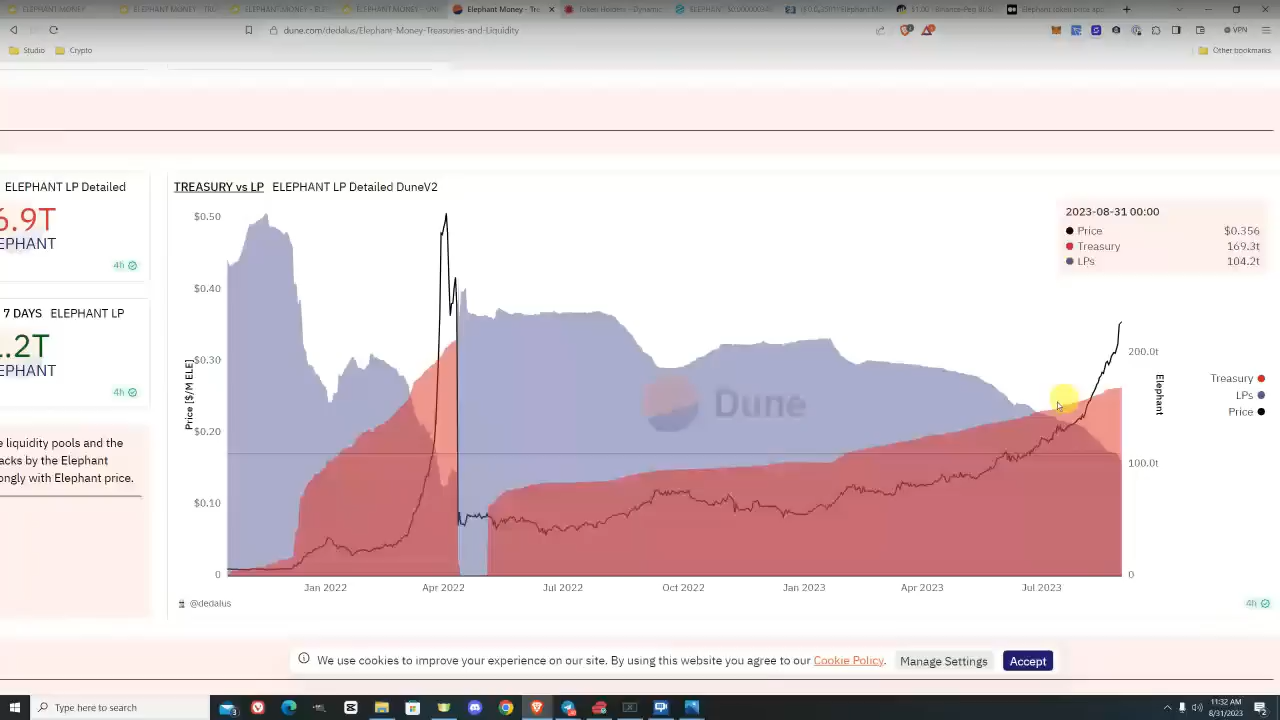 ELEPHANT MONEY
Elephant Money - Tre
dune.com/dedalus/Elephant-Money-Treasuries-and-Liquidity
VPN
Studio
Crypto
Other bookmarks
ELEPHANT LP Detailed
6.9T
EPHANT
4h
7 DAYS ELEPHANT LP
.2T
EPHANT
4h
e liquidity pools and the
acks by the Elephant
ongly with Elephant price.
TREASURY vs LP ELEPHANT LP Detailed DuneV2
2023-08-31 00:00
Price $0.356
Treasury 169.3t
LPs 104.2t
$0.50
$0.40
$0.30
$0.20
$0.10
0
Price [$/M ELE]
Dune
200.0t
100.0t
0
Elephant
Treasury
LPs
Price
Jan 2022
Apr 2022
Jul 2022
Oct 2022
Jan 2023
Apr 2023
Jul 2023
@dedalus
4h
We use cookies to improve your experience on our site. By using this website you agree to our Cookie Policy.
Manage Settings
Accept
Type here to search
11:32 AM
8/31/2023